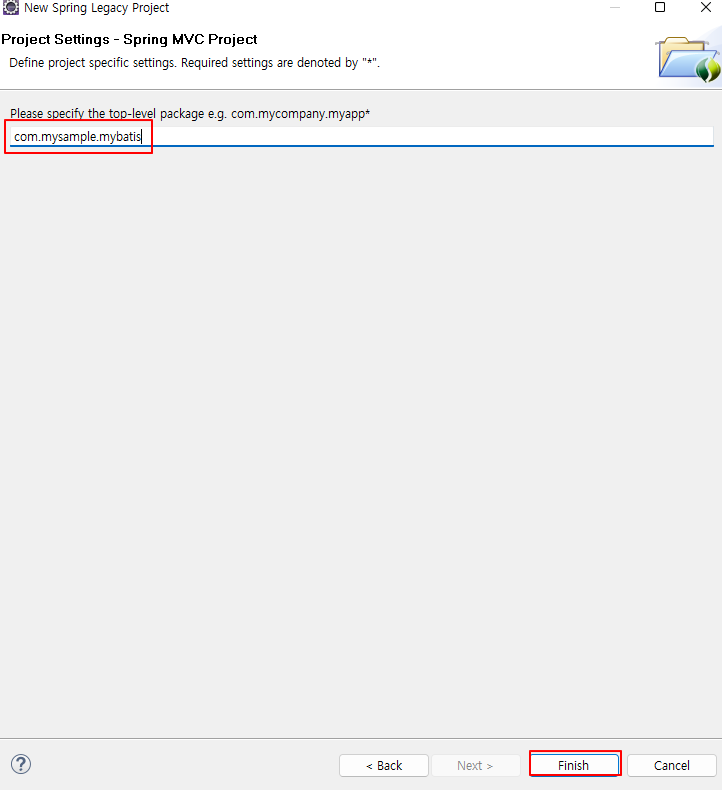 New Spring Legacy Project
Project Settings - Spring MVC Project
Define project specific settings. Required settings are denoted by "*".
Please specify the top-level package e.g. com.mycompany.myapp*
com.mysample.mybatis
?
< Back
Next >
Finish
Cancel